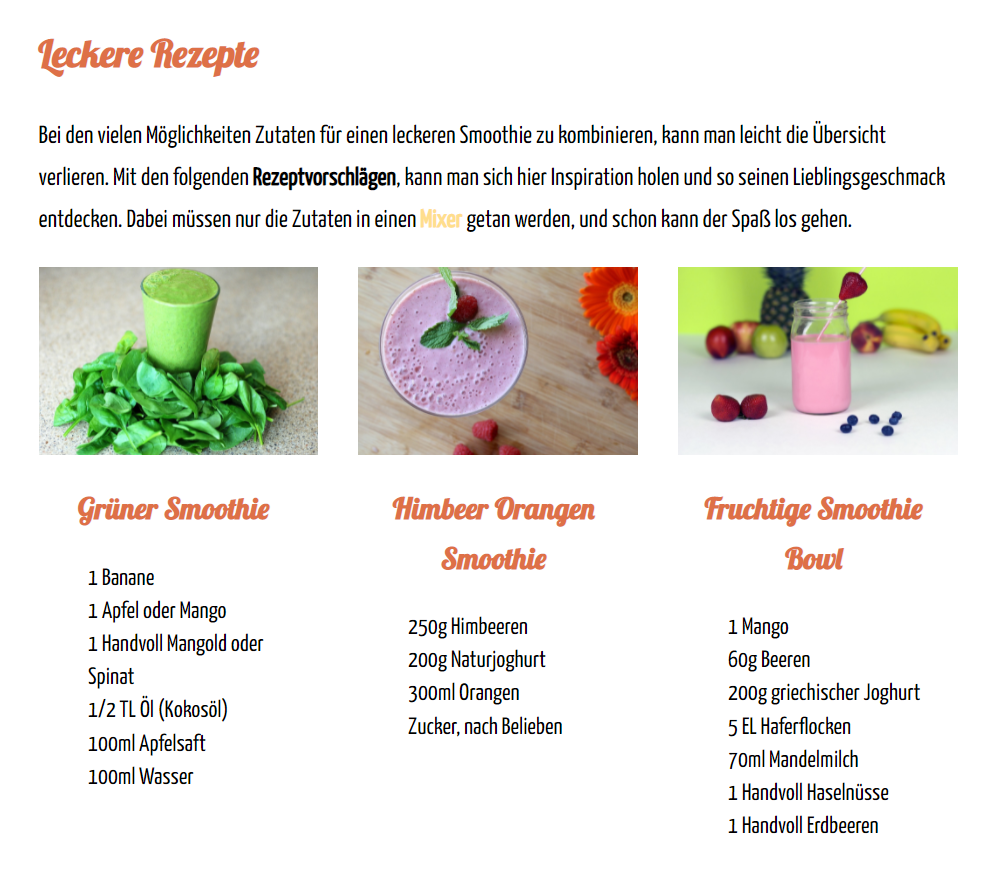 Leckere Rezepte
Bei den vielen Möglichkeiten Zutaten für einen leckeren Smoothie zu kombinieren, kann man leicht die Übersicht
verlieren. Mit den folgenden Rezeptvorschlägen, kann man sich hier Inspiration holen und so seinen Lieblingsgeschmack
entdecken. Dabei müssen nur die Zutaten in einen Mixer getan werden, und schon kann der Spaß los gehen.
Grüner Smoothie
1 Banane
1 Apfel oder Mango
1 Handvoll Mangold oder
Spinat
1/2 TL Öl (Kokosöl)
100ml Apfelsaft
100ml Wasser
Himbeer Orangen
Smoothie
250g Himbeeren
200g Naturjoghurt
300ml Orangen
Zucker, nach Belieben
Fruchtige Smoothie
Bowl
1 Mango
60g Beeren
200g griechischer Joghurt
5 EL Haferflocken
70ml Mandelmilch
1 Handvoll Haselnüsse
1 Handvoll Erdbeeren